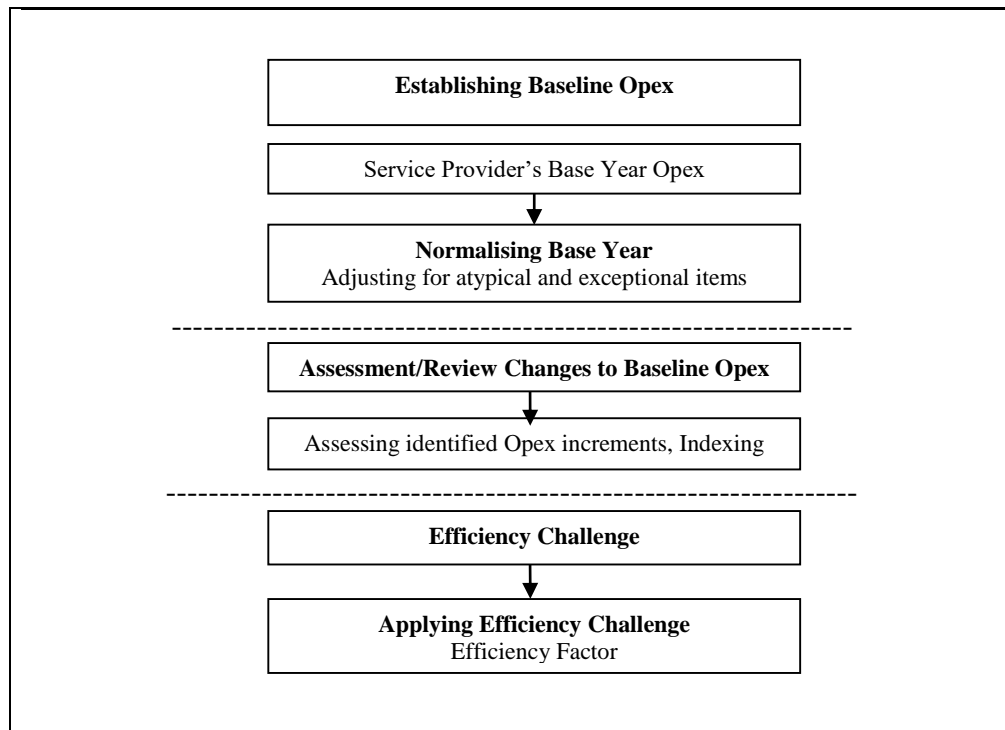 Establishing Baseline Opex
Service Provider’s Base Year Opex
Normalising Base Year
Adjusting for atypical and exceptional items
Assessment/Review Changes to Baseline Opex
Assessing identified Opex increments, Indexing
Efficiency Challenge
Applying Efficiency Challenge
Efficiency Factor